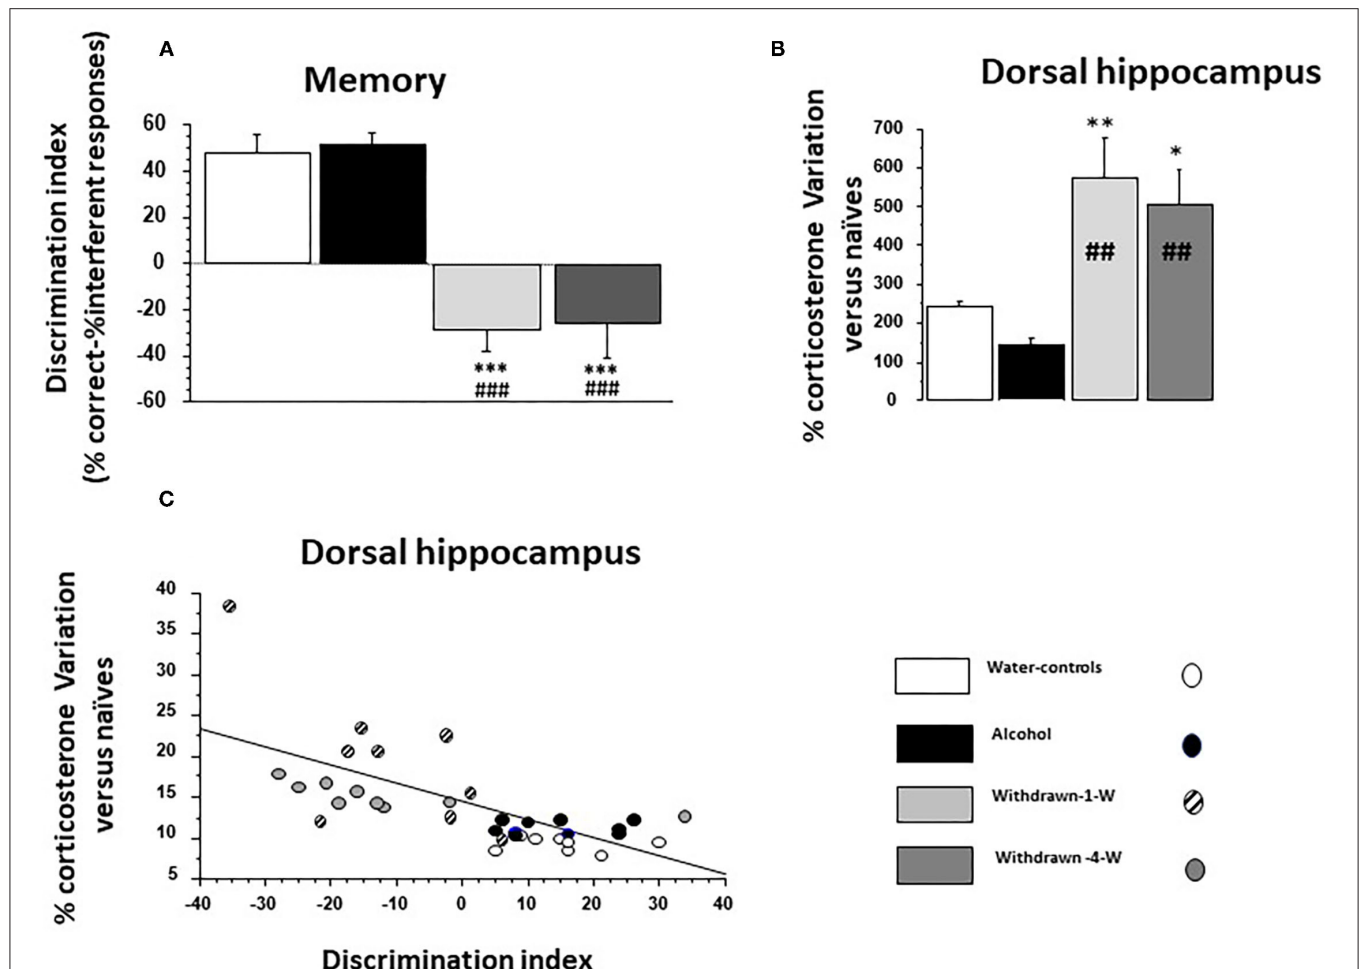 A
Memory
Discrimination index
(% correct-%interferent responses)
60
40
20
0
-20
-40
-60
***
###
***
###
B
Dorsal hippocampus
% corticosterone Variation
versus naïves
700
600
500
400
300
200
100
0
**
*
##
##
C
Dorsal hippocampus
% corticosterone Variation
versus naïves
40
35
30
25
20
15
10
5
-40
-30
-20
-10
0
10
20
30
40
Discrimination index
Water-controls
Alcohol
Withdrawn-1-W
Withdrawn -4-W